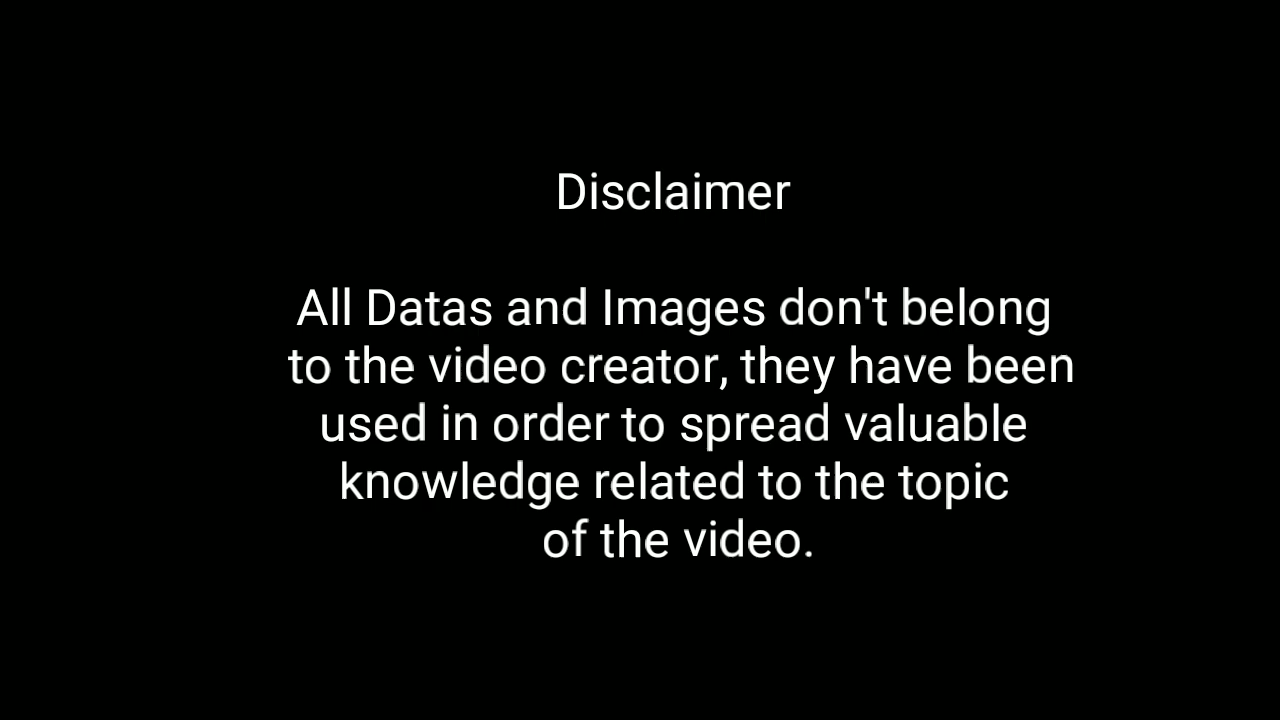 Disclaimer
All Datas and Images don't belong
to the video creator, they have been
used in order to spread valuable
knowledge related to the topic
of the video.